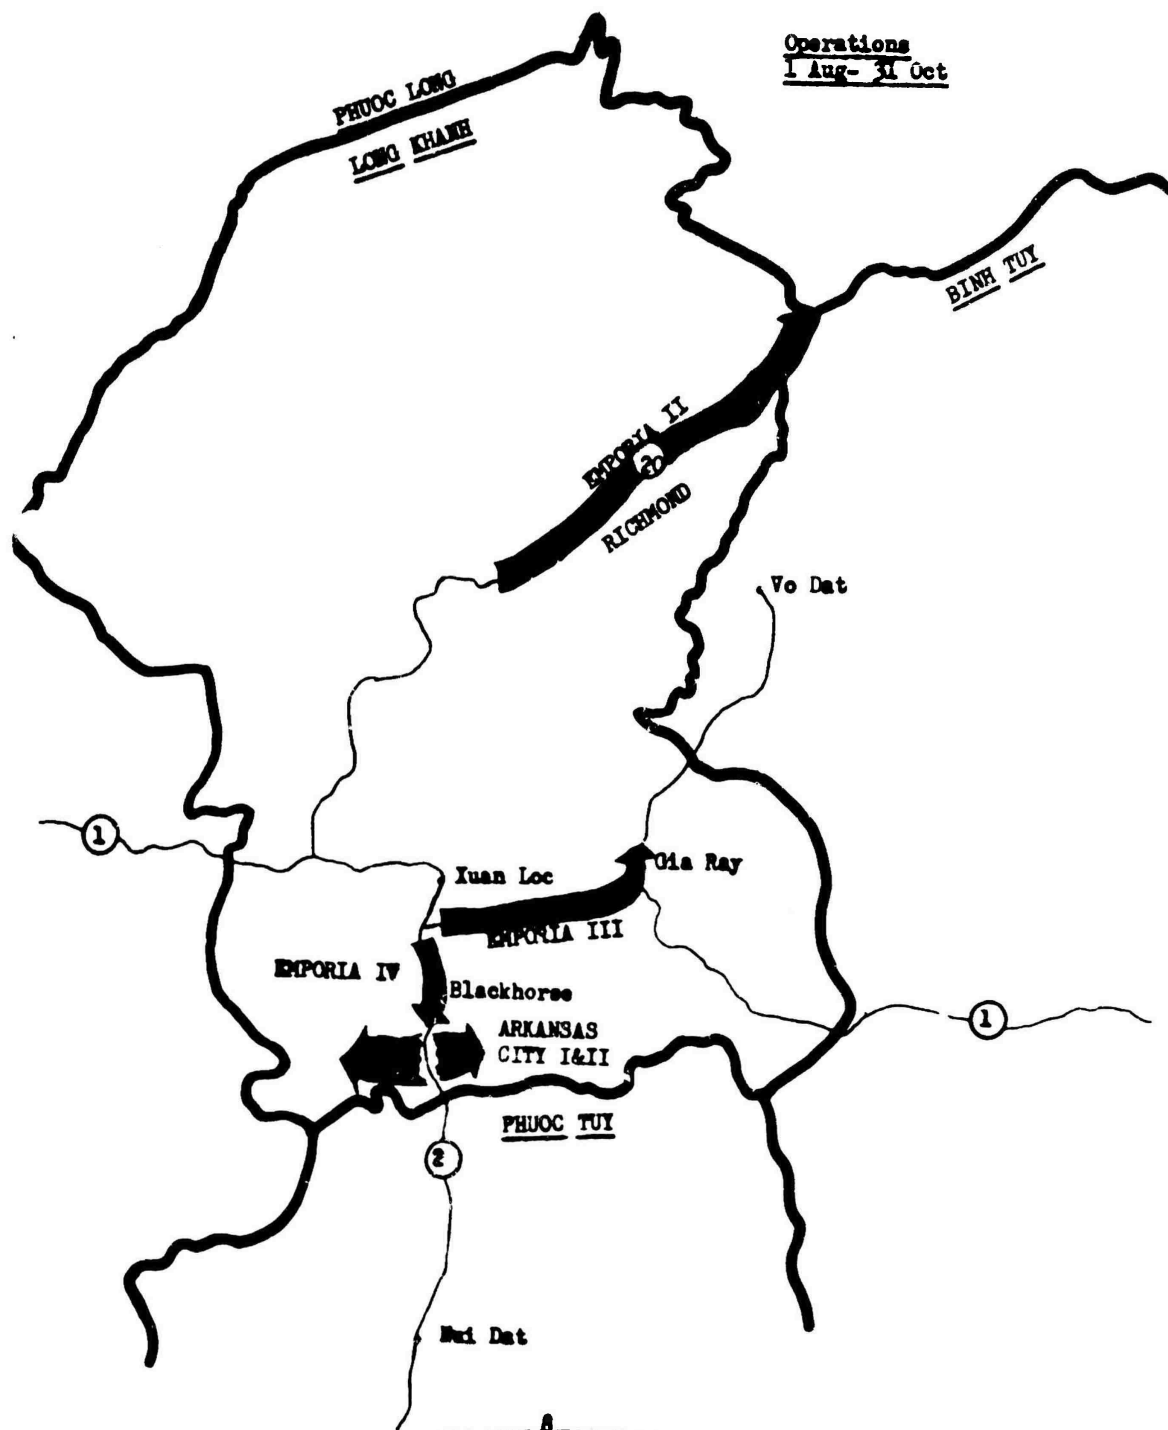 Operations
1 Aug- 31 Oct
PHUOC LONG
LONG KHANH
BINH TUY
EMPORIA II
20
RICHMOND
Vo Dat
1
Xuan Loc
Gia Ray
EMPORIA III
EMPORIA IV
Blackhorse
1
ARKANSAS
CITY I&II
PHUOC TUY
2
Nui Dat
8